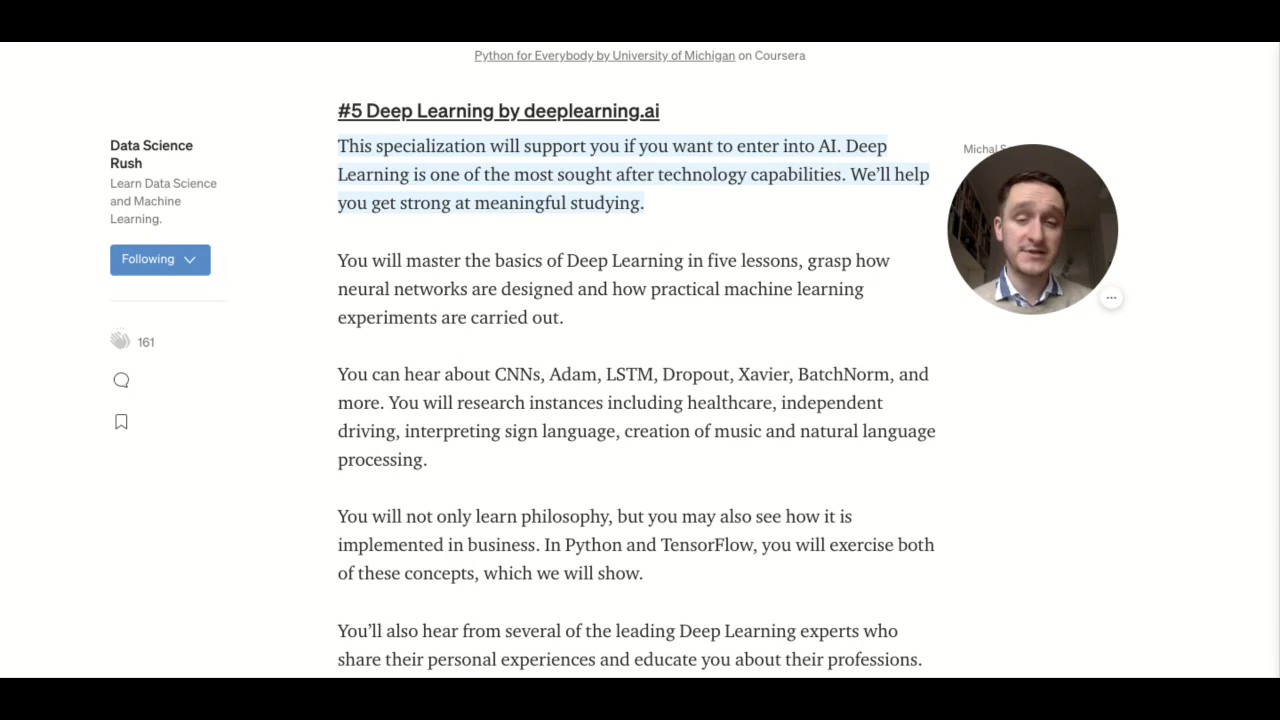 Python for Everybody by University of Michigan on Coursera
#5 Deep Learning by deeplearning.ai
Data Science
Rush
Learn Data Science
and Machine
Learning.
Following
161
This specialization will support you if you want to enter into AI. Deep
Learning is one of the most sought after technology capabilities. We’ll help
you get strong at meaningful studying.
Michal
You will master the basics of Deep Learning in five lessons, grasp how
neural networks are designed and how practical machine learning
experiments are carried out.
You can hear about CNNs, Adam, LSTM, Dropout, Xavier, BatchNorm, and
more. You will research instances including healthcare, independent
driving, interpreting sign language, creation of music and natural language
processing.
You will not only learn philosophy, but you may also see how it is
implemented in business. In Python and TensorFlow, you will exercise both
of these concepts, which we will show.
You’ll also hear from several of the leading Deep Learning experts who
share their personal experiences and educate you about their professions.